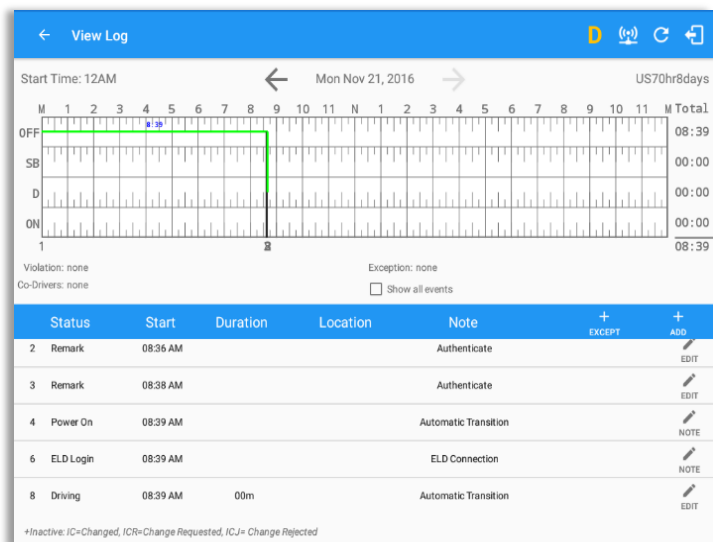 View Log D
Start Time: 12AM Mon Nov 21, 2016 US70hr8days
M 1 2 3 4 5 6 7 8 9 10 11 N 1 2 3 4 5 6 7 8 9 10 11 M Total
8:39
OFF 08:39
SB 00:00
D 00:00
ON 00:00
1 08:39
Violation: none Exception: none
Co-Drivers: none Show all events
Status Start Duration Location Note + EXCEPT + ADD
2 Remark 08:36 AM Authenticate EDIT
3 Remark 08:38 AM Authenticate EDIT
4 Power On 08:39 AM Automatic Transition NOTE
6 ELD Login 08:39 AM ELD Connection NOTE
8 Driving 08:39 AM 00m Automatic Transition EDIT
+Inactive: IC=Changed, ICR=Change Requested, ICJ= Change Rejected